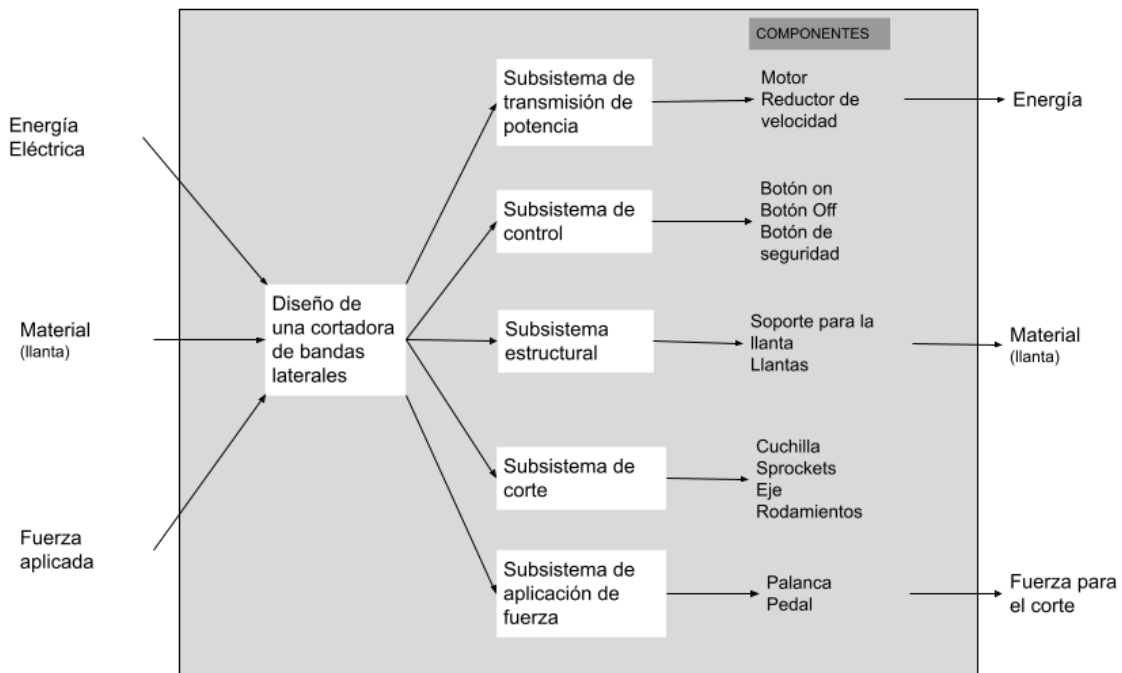 COMPONENTES
Energía
Eléctrica
Material
(llanta)
Fuerza
aplicada
Diseño de
una cortadora
de bandas
laterales
Subsistema de
transmisión de
potencia
Motor
Reductor de
velocidad
Energía
Subsistema de
control
Botón on
Botón Off
Botón de
seguridad
Subsistema
estructural
Soporte para la
llanta
Llantas
Material
(llanta)
Subsistema de
corte
Cuchilla
Sprockets
Eje
Rodamientos
Subsistema de
aplicación de
fuerza
Palanca
Pedal
Fuerza para
el corte